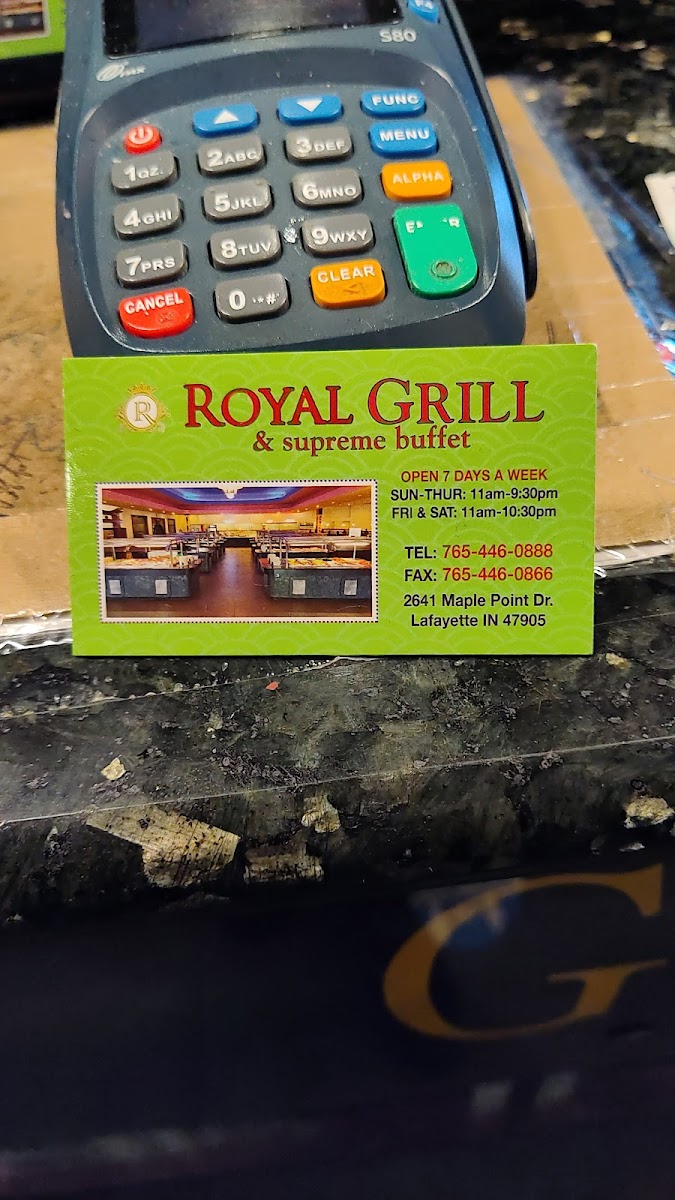 S80
FUNC
MENU
ALPHA
1QZ.
2ABC
3DEF
4GHI
5JKL
6MNO
7PRS
8TUV
9WXY
CANCEL
0 .*#
CLEAR
R
ROYAL GRILL
& supreme buffet
OPEN 7 DAYS A WEEK
SUN-THUR: 11am-9:30pm
FRI & SAT: 11am-10:30pm
TEL: 765-446-0888
FAX: 765-446-0866
2641 Maple Point Dr.
Lafayette IN 47905
G